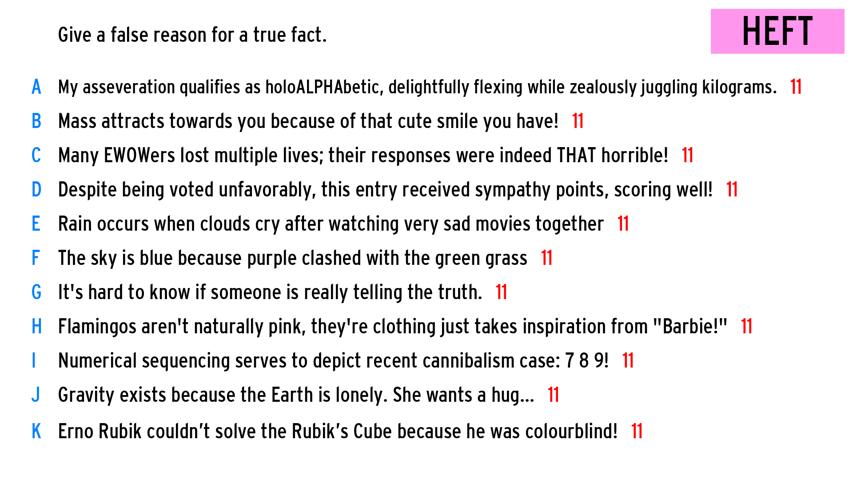 Give a false reason for a true fact.
HEFT
A My asseveration qualifies as holoALPHAbetic, delightfully flexing while zealously juggling kilograms. 11
B Mass attracts towards you because of that cute smile you have! 11
C Many EWOWers lost multiple lives; their responses were indeed THAT horrible! 11
D Despite being voted unfavorably, this entry received sympathy points, scoring well! 11
E Rain occurs when clouds cry after watching very sad movies together 11
F The sky is blue because purple clashed with the green grass 11
G It's hard to know if someone is really telling the truth. 11
H Flamingos aren't naturally pink, they're clothing just takes inspiration from "Barbie!" 11
I Numerical sequencing serves to depict recent cannibalism case: 7 8 9! 11
J Gravity exists because the Earth is lonely. She wants a hug... 11
K Erno Rubik couldn’t solve the Rubik’s Cube because he was colourblind! 11